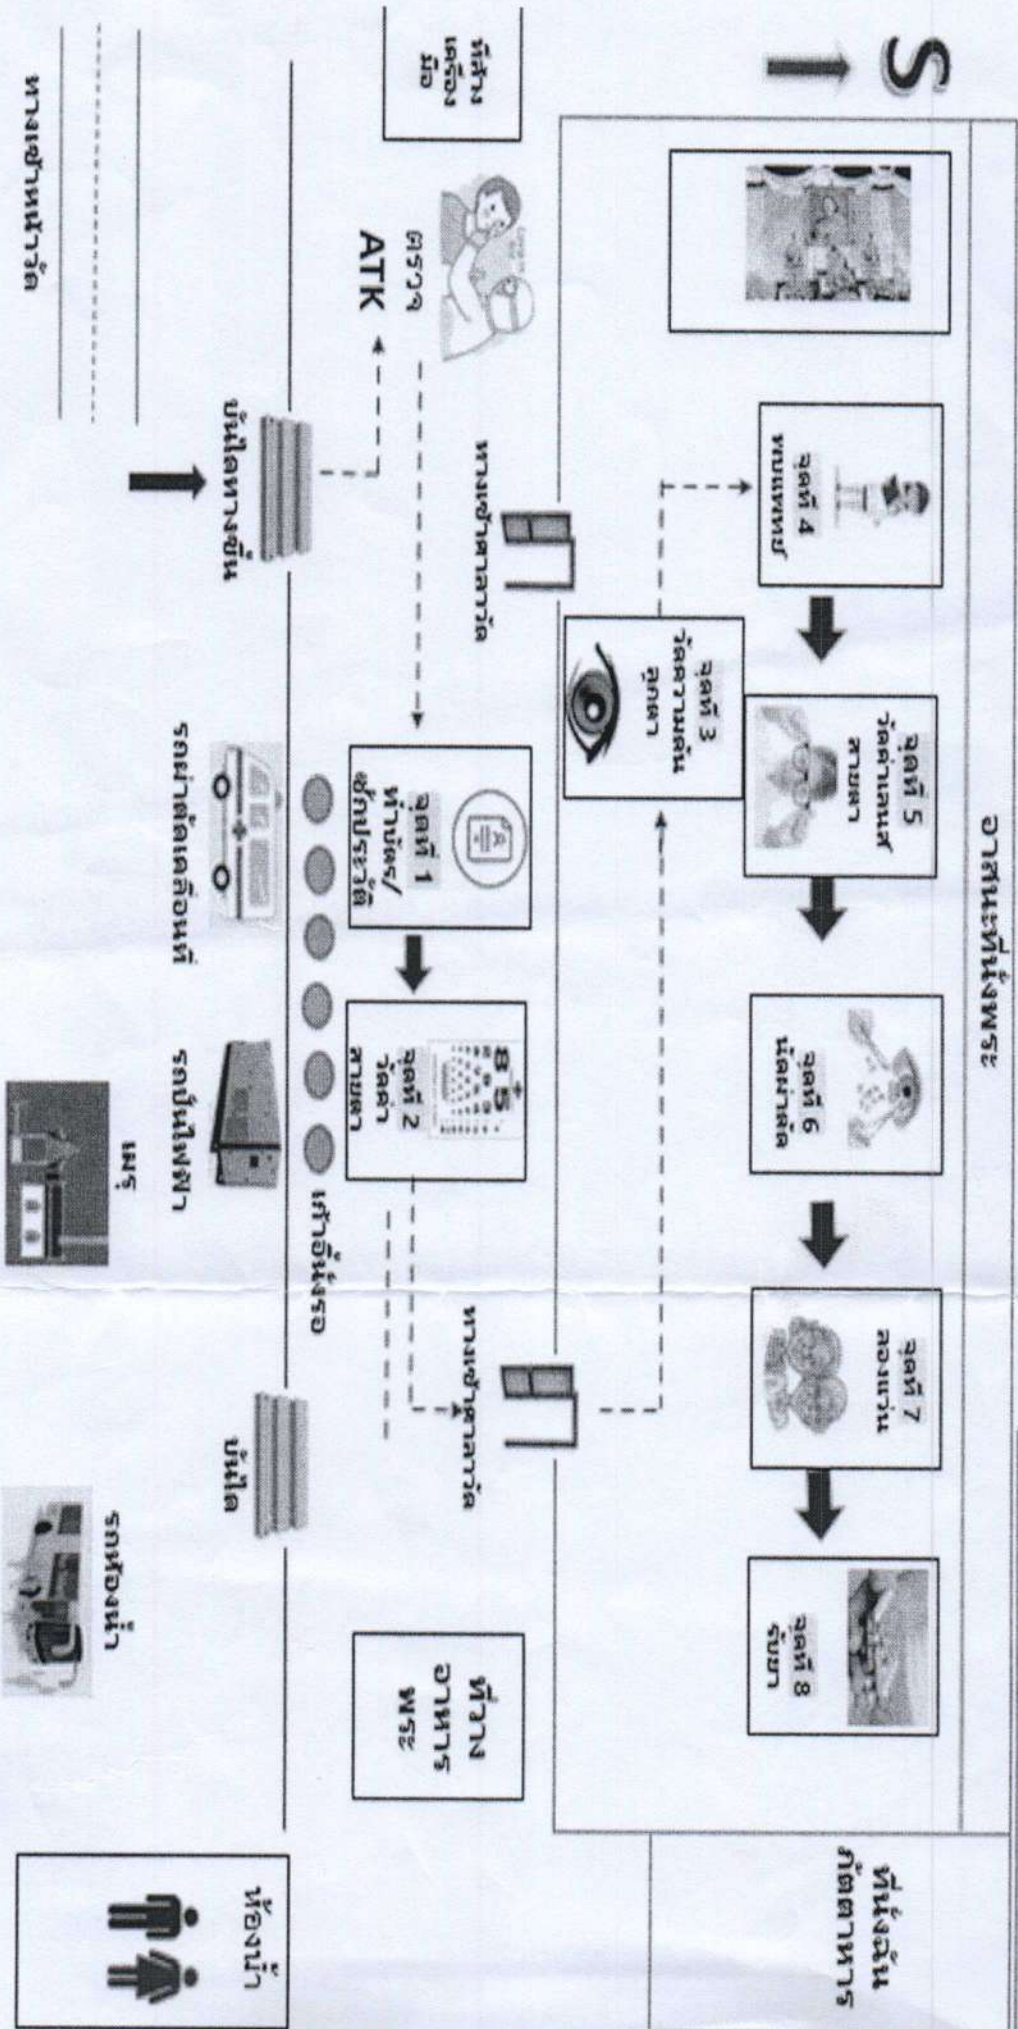 S
อาสนะที่นั่งพระ
ที่นั่งฉัน
ภัตตาหาร
จุดที่ 4
พบแพทย์
จุดที่ 5
วัดค่าเลนส์
สายตา
จุดที่ 6
นัดผ่าตัด
จุดที่ 7
ลองแว่น
จุดที่ 8
รับยา
จุดที่ 3
วัดความดัน
ลูกตา
ทางเข้าศาลาวัด
ทางเข้าศาลาวัด
ที่ล้าง
เครื่อง
มือ
ตรวจ
ATK
จุดที่ 1
ทำบัตร/
ซักประวัติ
8 5
จุดที่ 2
วัดค่า
สายตา
ที่วาง
อาหาร
พระ
เก้าอี้นั่งรอ
บันไดทางขึ้น
รถผ่าตัดเคลื่อนที่
รถปั่นไฟฟ้า
บันได
ห้องน้ำ
ทางเข้าหน้าวัด
เมรุ
รถห้องน้ำ